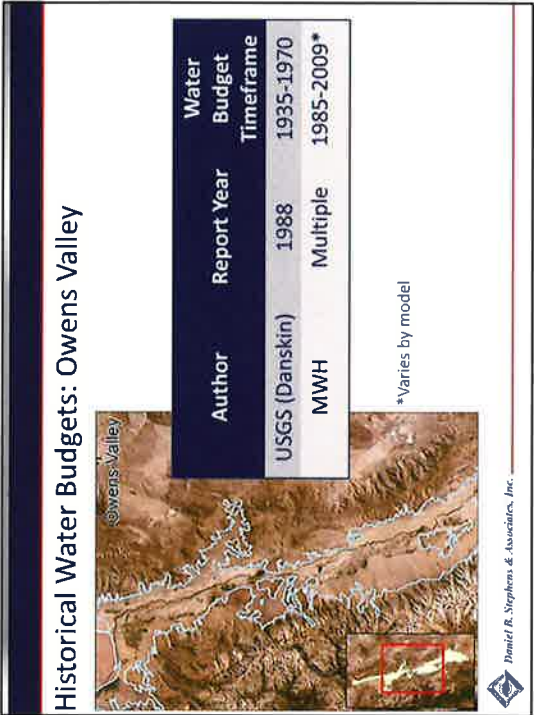 Historical Water Budgets: Owens Valley
Owens Valley
Author Report Year Water Budget Timeframe
USGS (Danskin) 1988 1935-1970
MWH Multiple 1985-2009*
*Varies by model
Daniel B. Stephens & Associates, Inc.